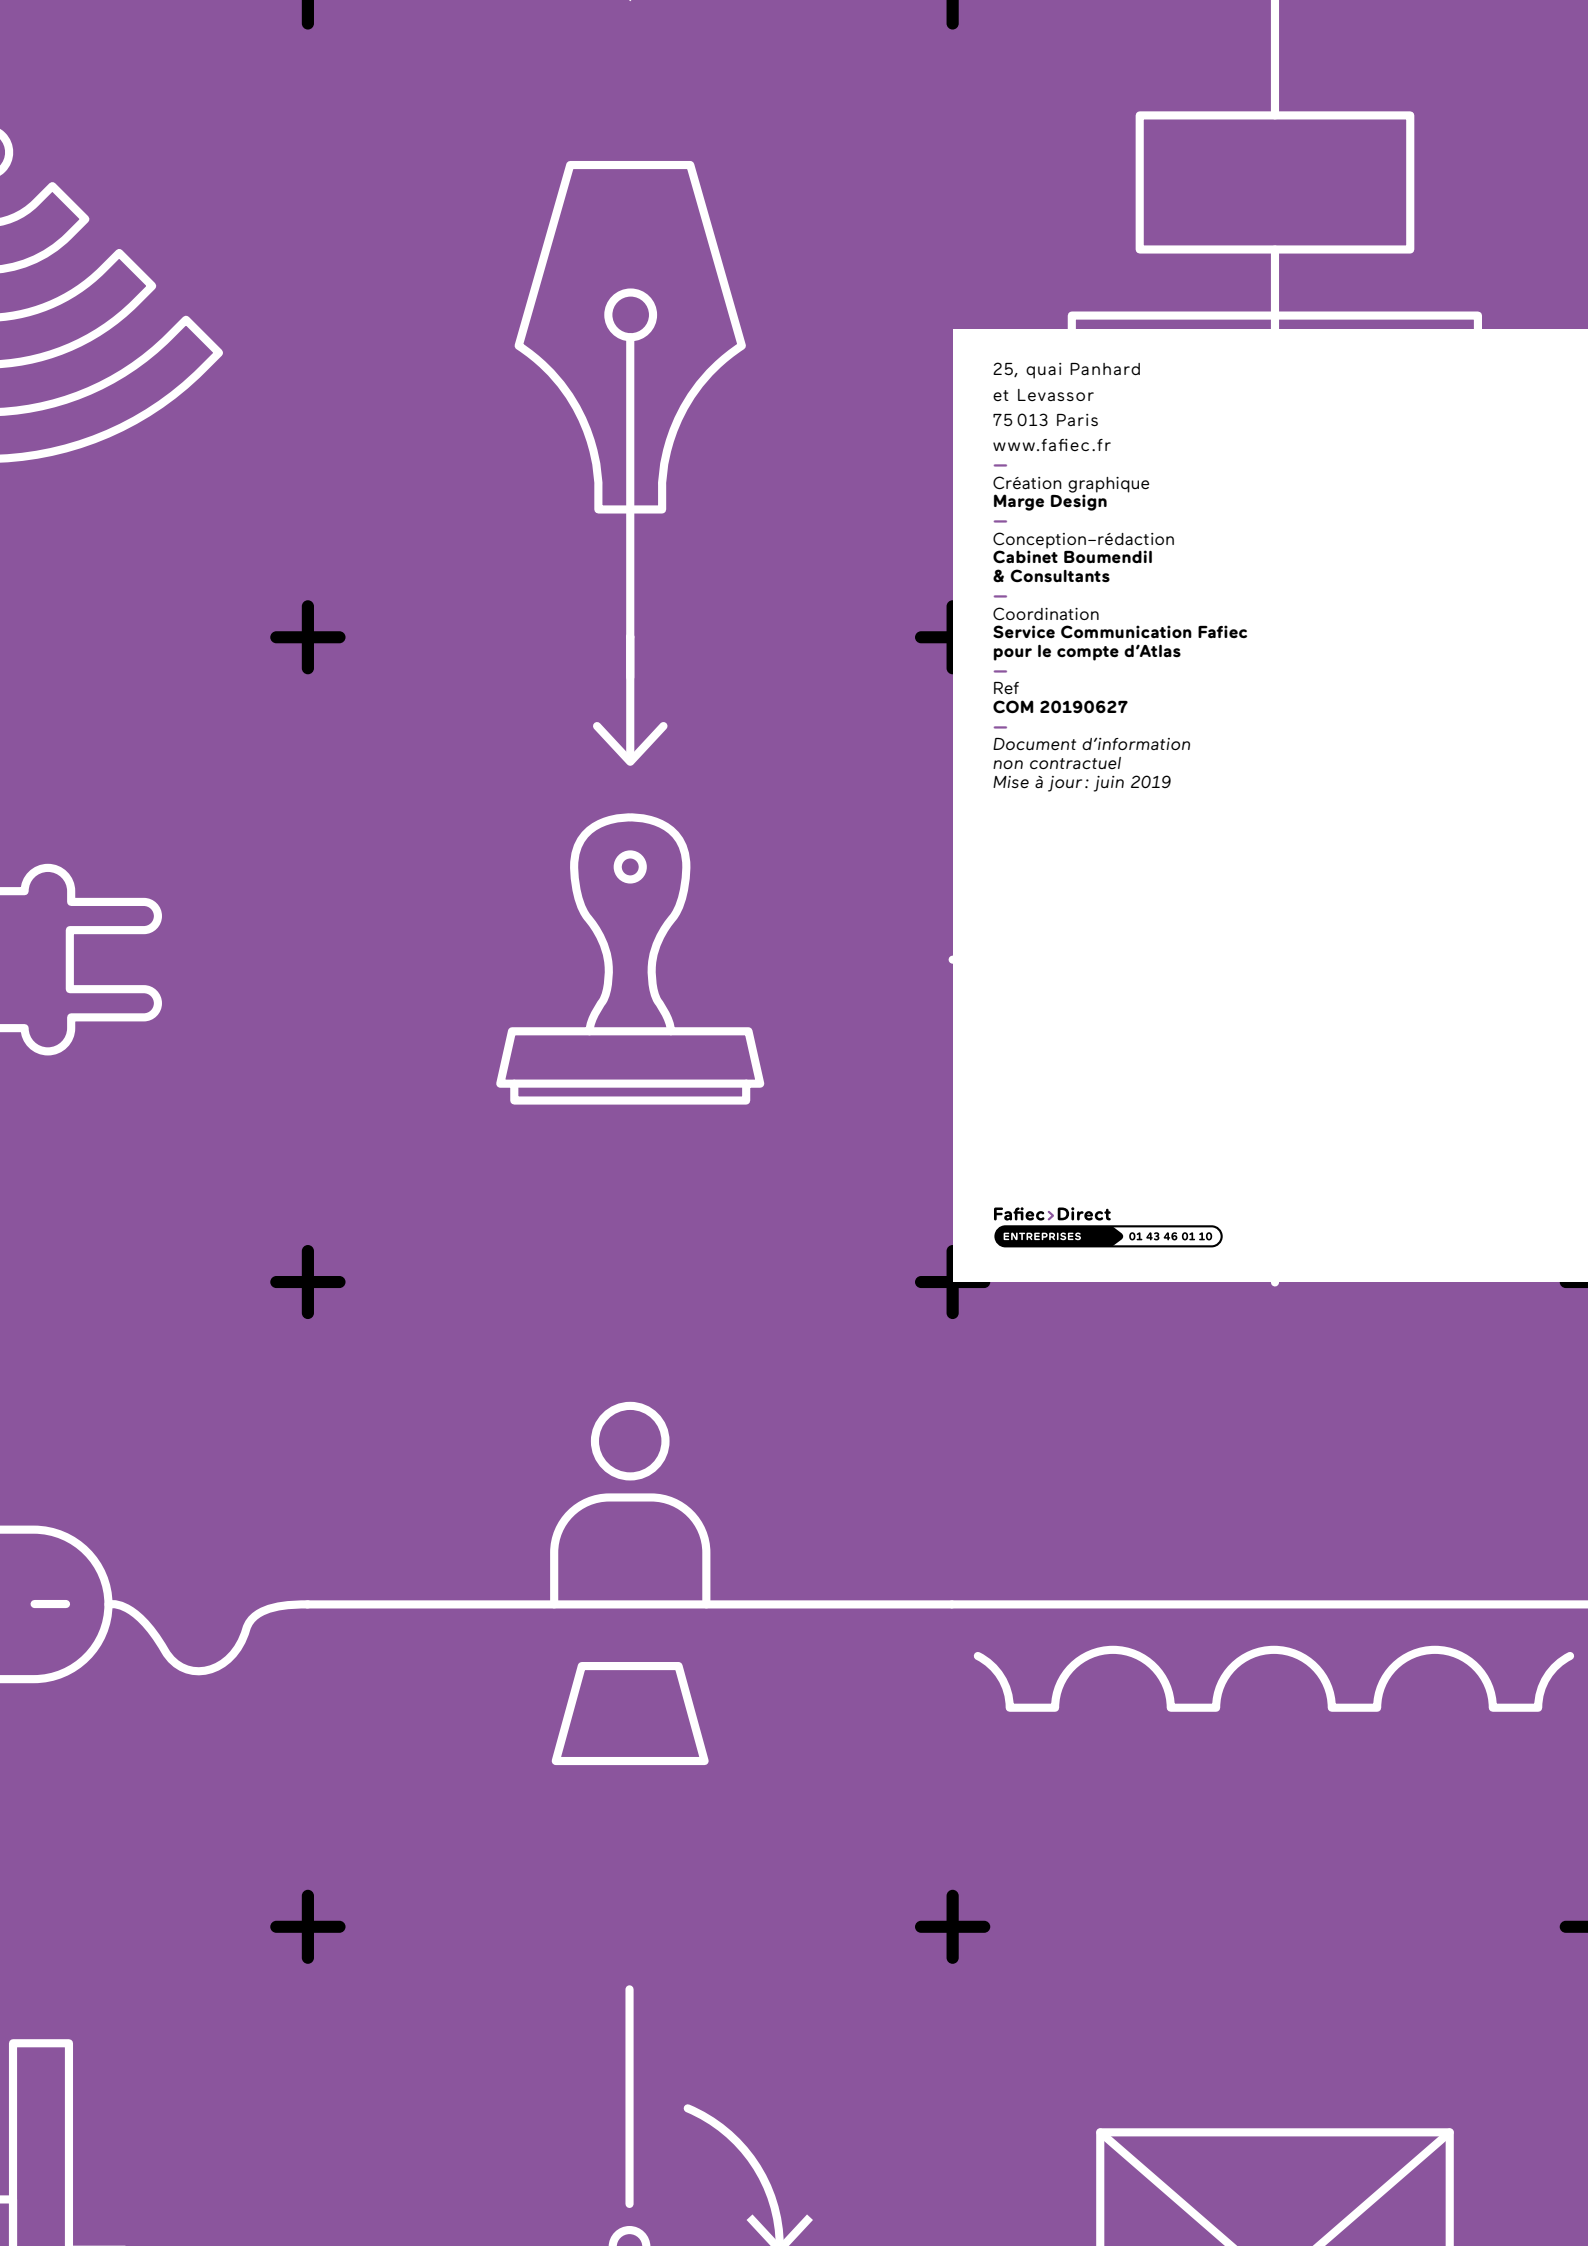 25, quai Panhard
et Levassor
75 013 Paris
www.fafiec.fr
—
Création graphique
Marge Design
—
Conception–rédaction
Cabinet Boumendil
& Consultants
—
Coordination
Service Communication Fafiec
pour le compte d’Atlas
—
Ref
COM 20190627
—
Document d’information
non contractuel
Mise à jour : juin 2019
Fafiec>Direct
ENTREPRISES 01 43 46 01 10